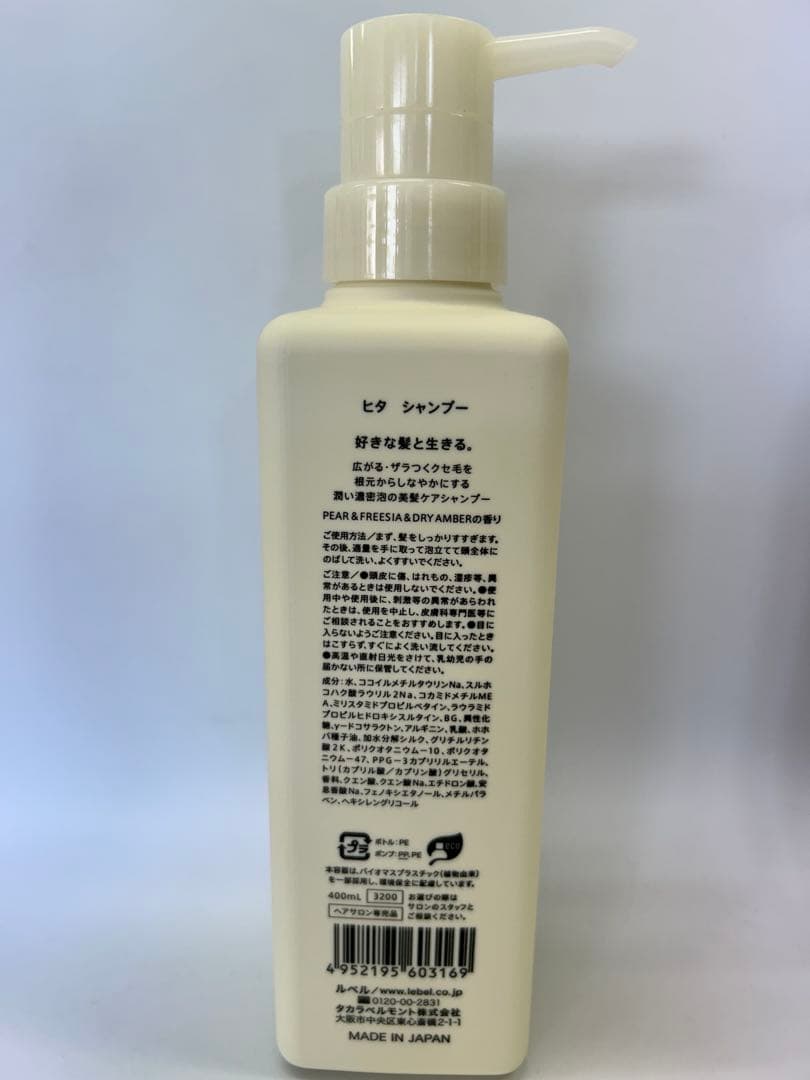 ヒタ　シャンプー
好きな髪と生きる。
広がる・ザラつくクセ毛を
根元からしなやかにする
潤い濃密泡の美髪ケアシャンプー
PEAR&FREESIA&DRY AMBERの香り
ご使用方法/まず、髪をしっかりすすぎます。
その後、適量を手に取って泡立てて頭全体に
のばして洗い、よくすすいでください。
ご注意/●頭皮に傷、はれもの、湿疹等、異
常があるときは使用しないでください。●使
用中や使用後に、刺激等の異常があらわれ
たときは、使用を中止し、皮膚科専門医等に
ご相談されることをおすすめします。●目に
入らないようご注意ください。目に入ったとき
はこすらず、すぐによく洗い流してください。
●高温や直射日光をさけて、乳幼児の手の
届かない所に保管してください。
成分:水、ココイルメチルタウリンNa、スルホ
コハク酸ラウリル2Na、コカミドメチルME
A、ミリスタミドプロピルベタイン、ラウラミド
プロピルヒドロキシスルタイン、BG、異性化
糖、γ-ドコサラクトン、アルギニン、乳酸、ホホ
バ種子油、加水分解シルク、グリチルリチン
酸2K、ポリクオタニウム-10、ポリクオタ
ニウム-47、PPG-3カプリリルエーテル、
トリ(カプリル酸/カプリン酸)グリセリル、
香料、クエン酸、クエン酸Na、エチドロン酸、安
息香酸Na、フェノキシエタノール、メチルパラ
ベン、ヘキシレングリコール
プラ
ボトル:PE
ポンプ:PP、PE
eco
本容器は、バイオマスプラスチック(植物由来)
を一部採用し、環境保全に配慮しています。
400mL 3200
ヘアサロン専売品
お選びの際は
サロンのスタッフと
ご相談ください。
4952195603169
ルベル/www.lebel.co.jp
0120-00-2831
タカラベルモント株式会社
大阪市中央区東心斎橋2-1-1
MADE IN JAPAN